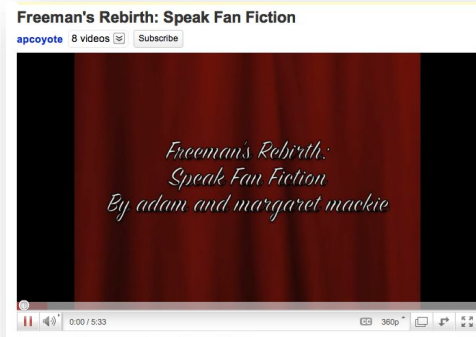 Freeman's Rebirth: Speak Fan Fiction
apcoyote 8 videos Subscribe
Freeman's Rebirth:
Speak Fan Fiction
By adam and margaret mackie
0:00 / 5:33 CC 360p